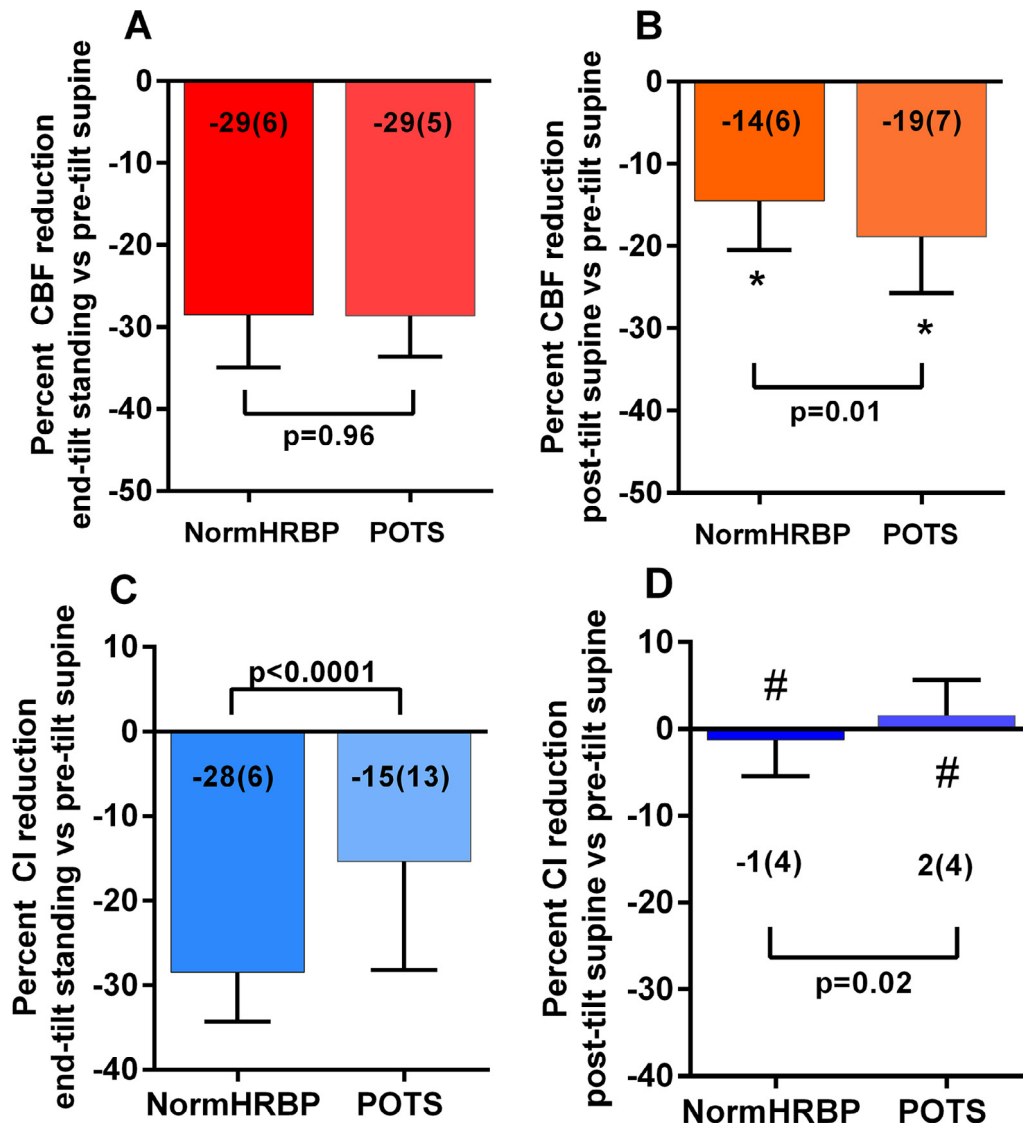 A
Percent CBF reduction
end-tilt standing vs pre-tilt supine
0
-10
-20
-30
-40
-50
-29(6)
-29(5)
p=0.96
NormHRBP
POTS
B
Percent CBF reduction
post-tilt supine vs pre-tilt supine
0
-10
-20
-30
-40
-50
-14(6)
-19(7)
*
*
p=0.01
NormHRBP
POTS
C
Percent CI reduction
end-tilt standing vs pre-tilt supine
10
0
-10
-20
-30
-40
p<0.0001
-28(6)
-15(13)
NormHRBP
POTS
D
Percent CI reduction
post-tilt supine vs pre-tilt supine
10
0
-10
-20
-30
-40
#
#
-1(4)
2(4)
p=0.02
NormHRBP
POTS